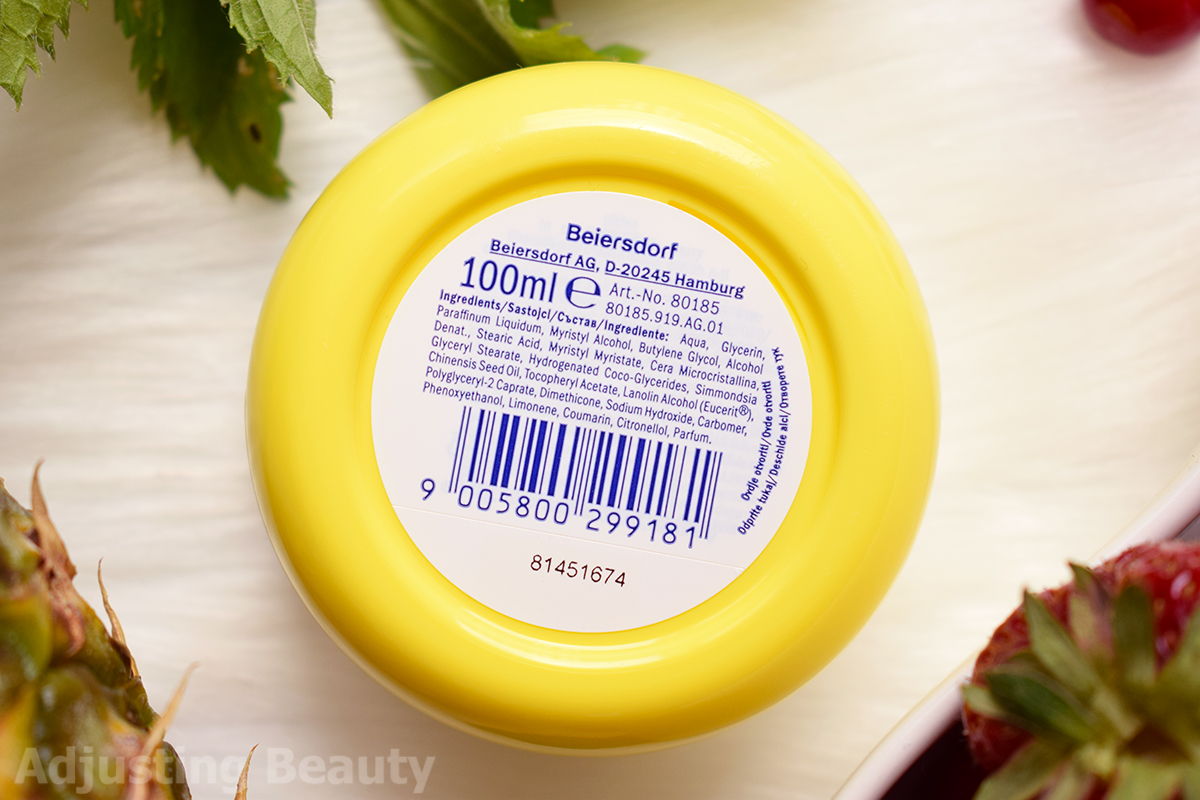 Beiersdorf
Beiersdorf AG, D-20245 Hamburg
100ml ℮ Art.-No. 80185
80185.919.AG.01
Ingredients/Sastojci/Състав/Ingrediente: Aqua, Glycerin,
Paraffinum Liquidum, Myristyl Alcohol, Butylene Glycol, Alcohol
Denat., Stearic Acid, Myristyl Myristate, Cera Microcristallina,
Glyceryl Stearate, Hydrogenated Coco-Glycerides, Simmondsia
Chinensis Seed Oil, Tocopheryl Acetate, Lanolin Alcohol (Eucerit®),
Polyglyceryl-2 Caprate, Dimethicone, Sodium Hydroxide, Carbomer,
Phenoxyethanol, Limonene, Coumarin, Citronellol, Parfum.
Ovdje otvoriti/Ovde otvoriti
Odprite tukaj/Deschide aici/Отворете тук
9 005800 299181
81451674
Adjusting Beauty